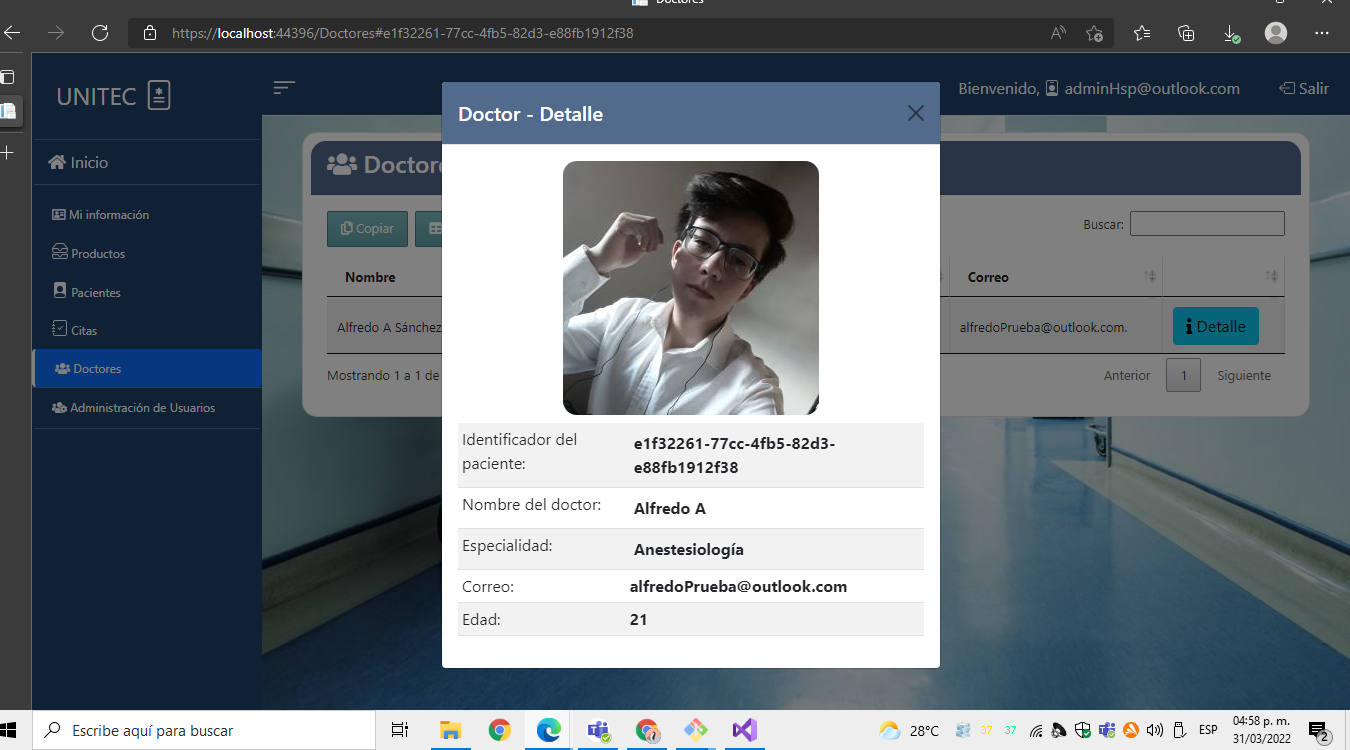 Doctores
https://localhost:44396/Doctores#e1f32261-77cc-4fb5-82d3-e88fb1912f38
UNITEC
Bienvenido, adminHsp@outlook.com
Salir
Inicio
Mi información
Productos
Pacientes
Citas
Doctores
Administración de Usuarios
Doctor - Detalle
Copiar
Buscar:
Nombre
Correo
Alfredo A Sánchez
alfredoPrueba@outlook.com.
Detalle
Mostrando 1 a 1 de
Anterior 1 Siguiente
Identificador del
paciente:
e1f32261-77cc-4fb5-82d3-
e88fb1912f38
Nombre del doctor: Alfredo A
Especialidad: Anestesiología
Correo: alfredoPrueba@outlook.com
Edad: 21
Escribe aquí para buscar
28°C
37
37
ESP
04:58 p. m.
31/03/2022
2